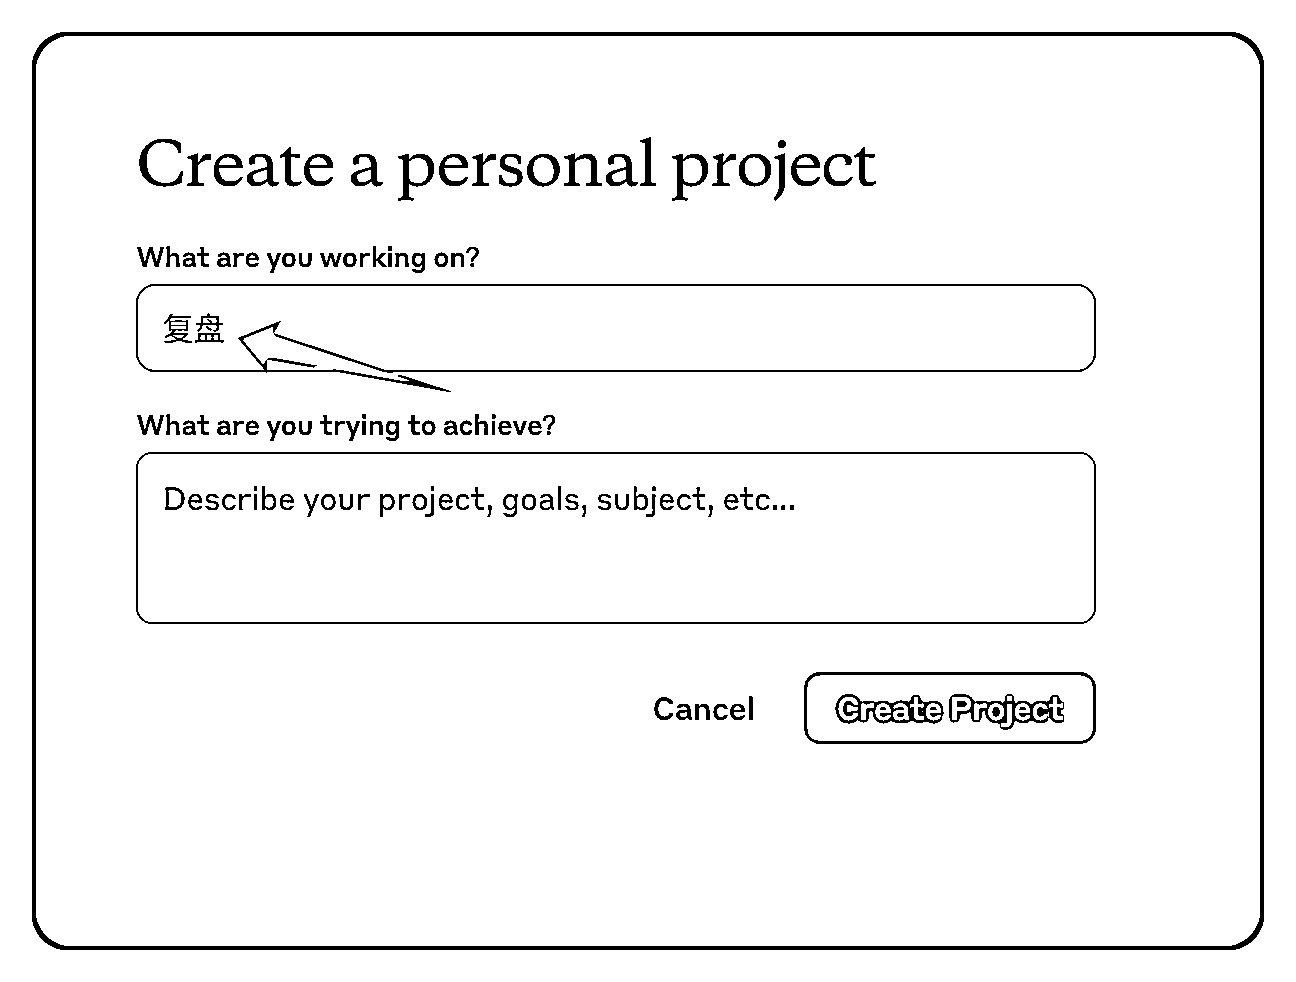 Create a personal project
What are you working on?
复盘
What are you trying to achieve?
Describe your project, goals, subject, etc...
Cancel
Create Project